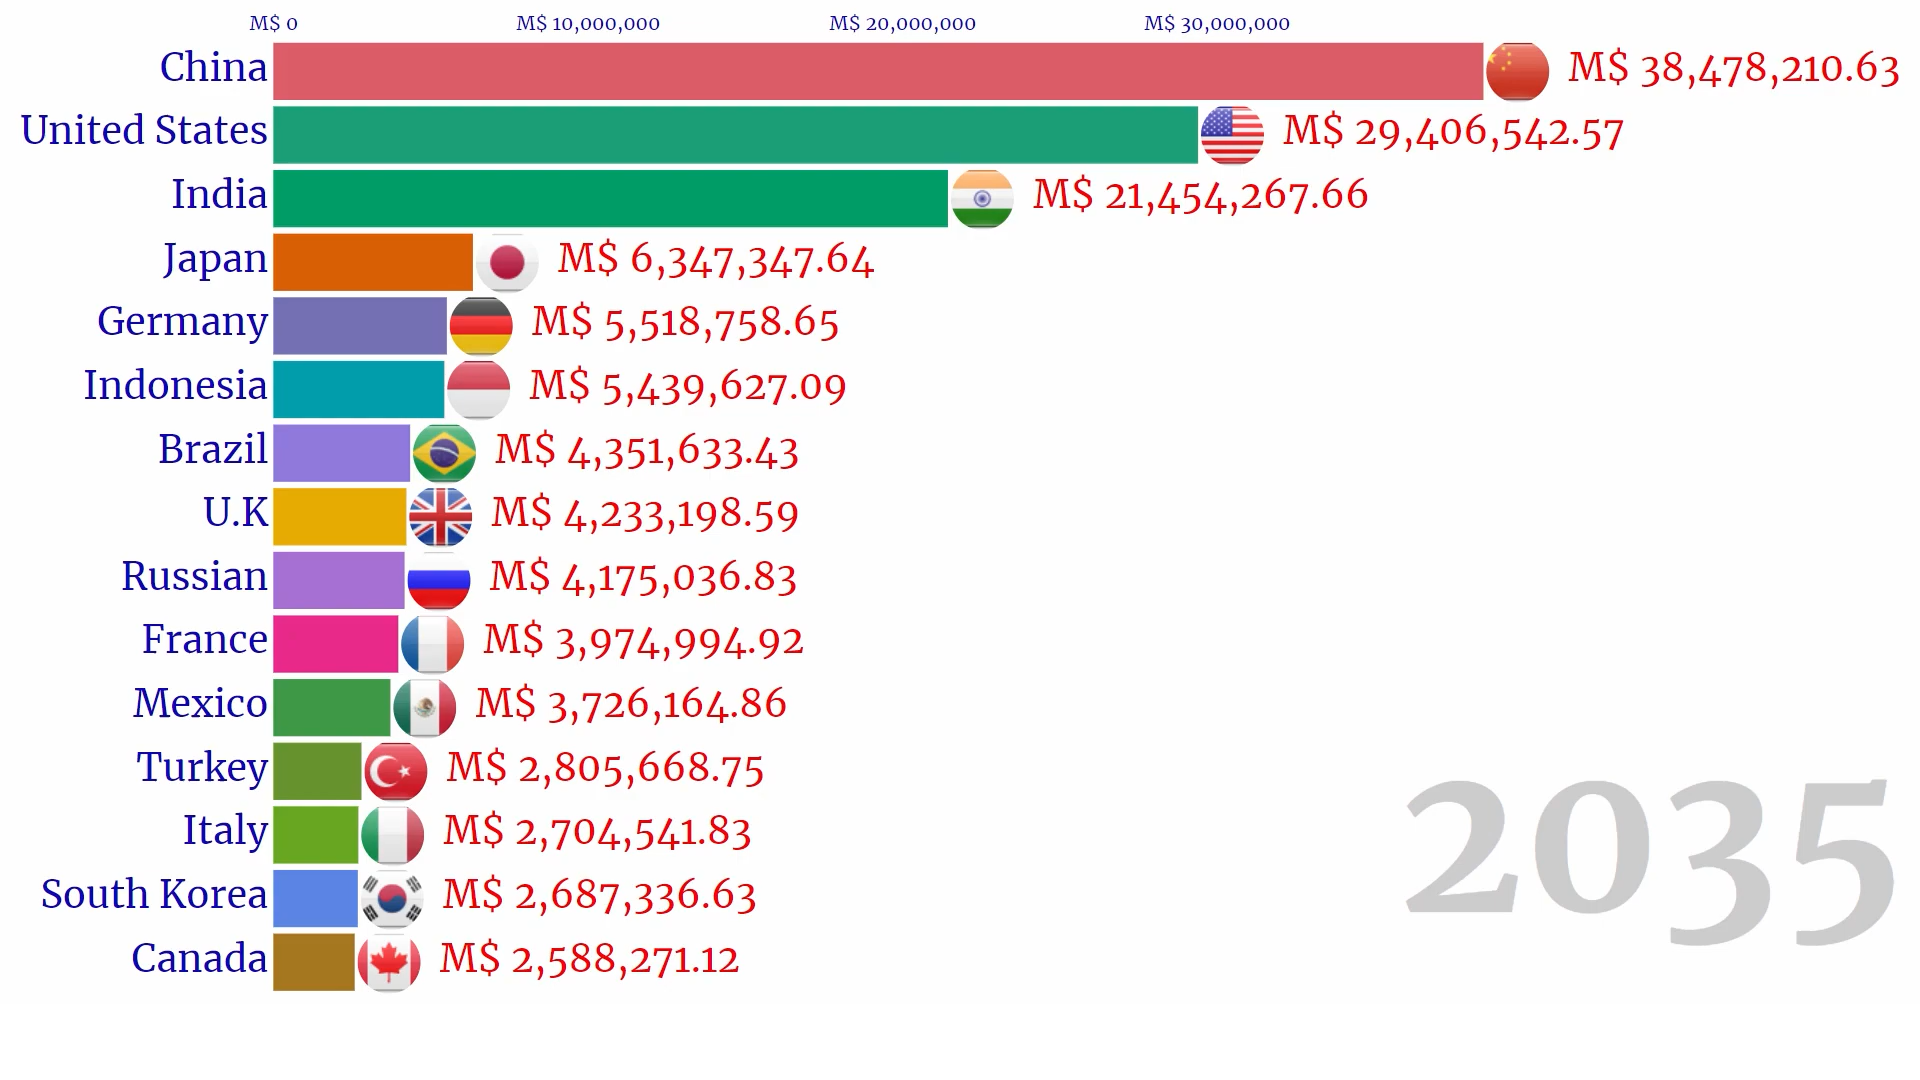 M$ 0 M$ 10,000,000 M$ 20,000,000 M$ 30,000,000
China M$ 38,478,210.63
United States M$ 29,406,542.57
India M$ 21,454,267.66
Japan M$ 6,347,347.64
Germany M$ 5,518,758.65
Indonesia M$ 5,439,627.09
Brazil M$ 4,351,633.43
U.K M$ 4,233,198.59
Russian M$ 4,175,036.83
France M$ 3,974,994.92
Mexico M$ 3,726,164.86
Turkey M$ 2,805,668.75
Italy M$ 2,704,541.83
South Korea M$ 2,687,336.63
Canada M$ 2,588,271.12
2035